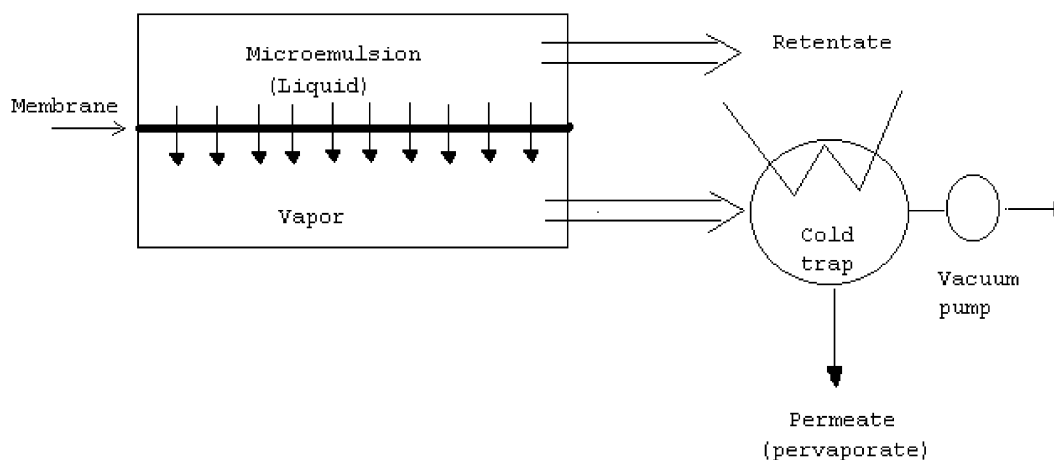 Microemulsion
(Liquid)
Retentate
Membrane
Vapor
Cold
trap
Vacuum
pump
Permeate
(pervaporate)